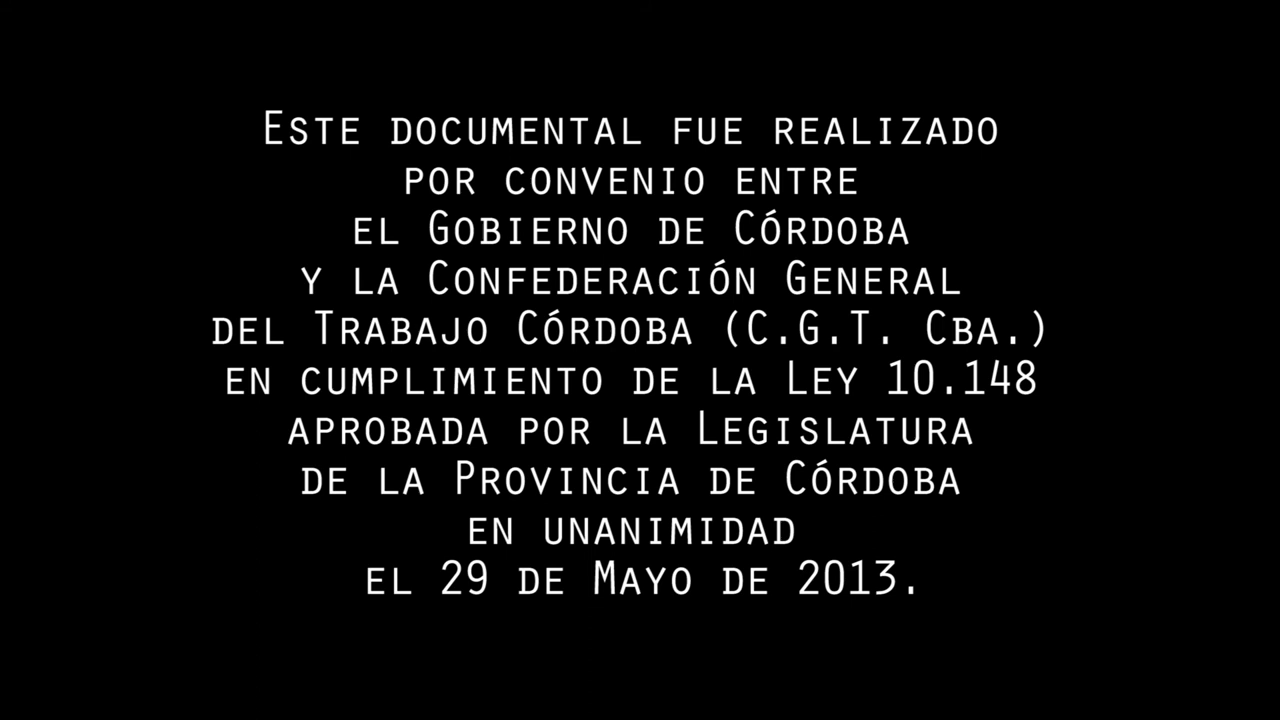 Este documental fue realizado
por convenio entre
el Gobierno de Córdoba
y la Confederación General
del Trabajo Córdoba (C.G.T. Cba.)
en cumplimiento de la Ley 10.148
aprobada por la Legislatura
de la Provincia de Córdoba
en unanimidad
el 29 de Mayo de 2013.